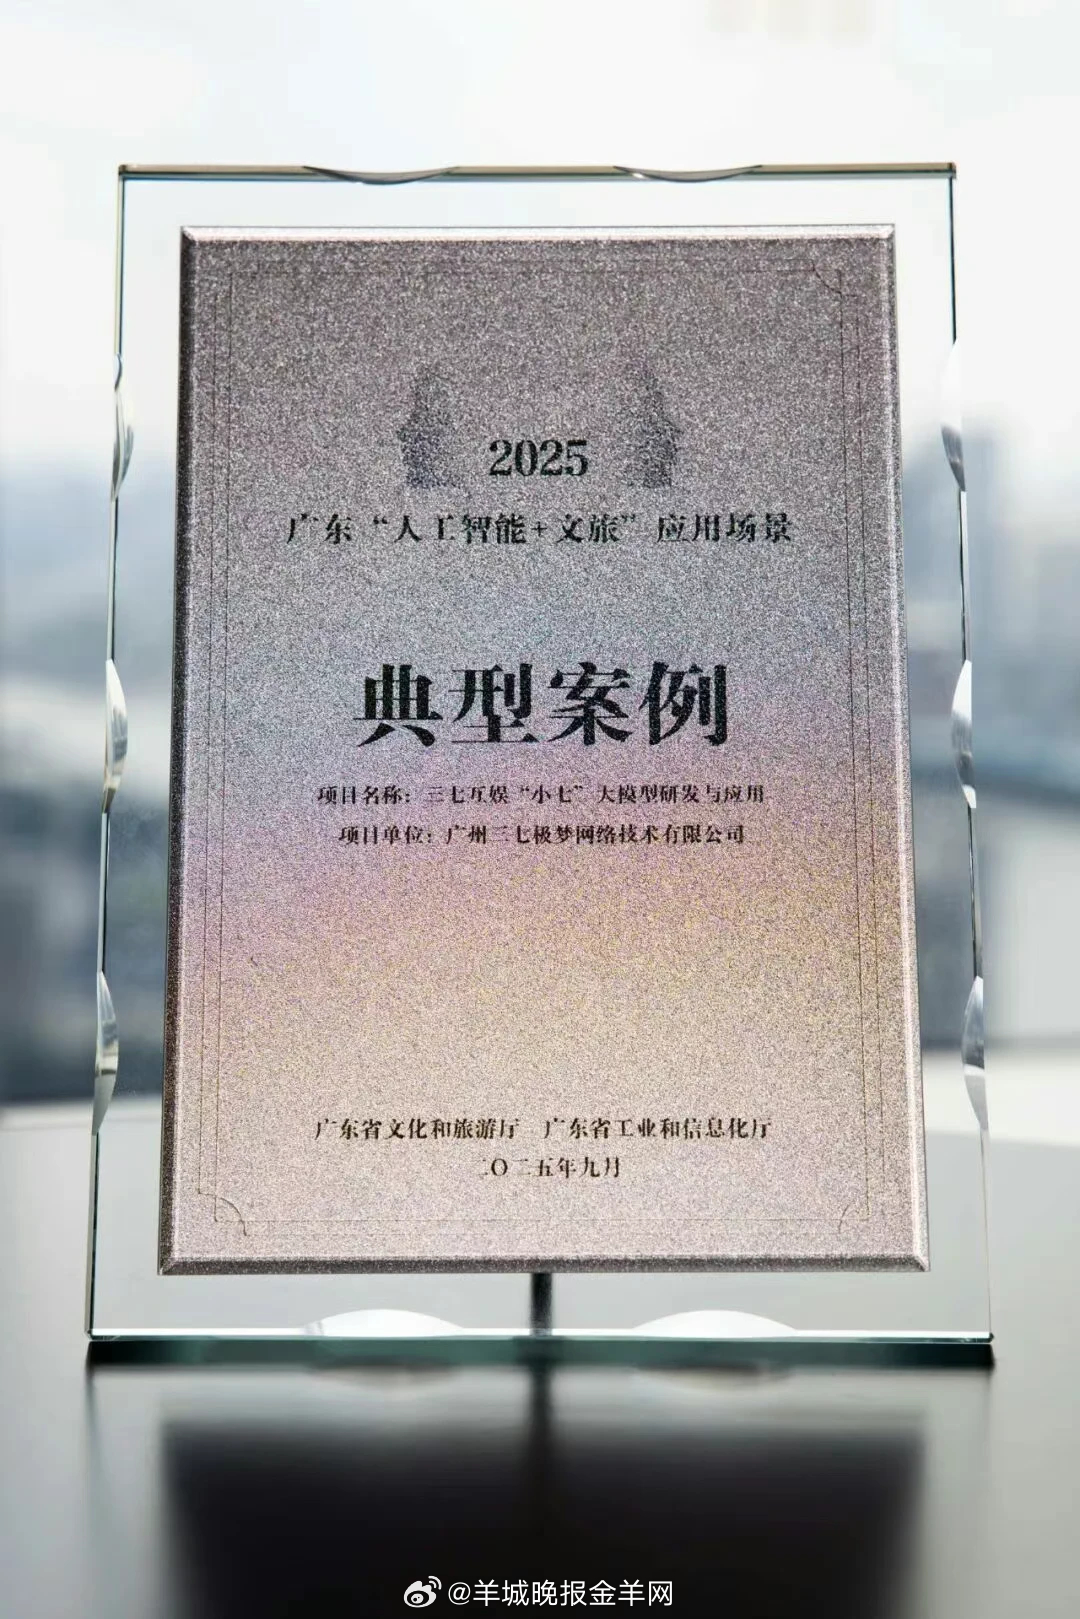 2025
广东“人工智能+文旅”应用场景
典型案例
项目名称：三七互娱“小七”大模型研发与应用
项目单位：广州三七极梦网络技术有限公司
广东省文化和旅游厅 广东省工业和信息化厅
二〇二五年九月
@羊城晚报金羊网